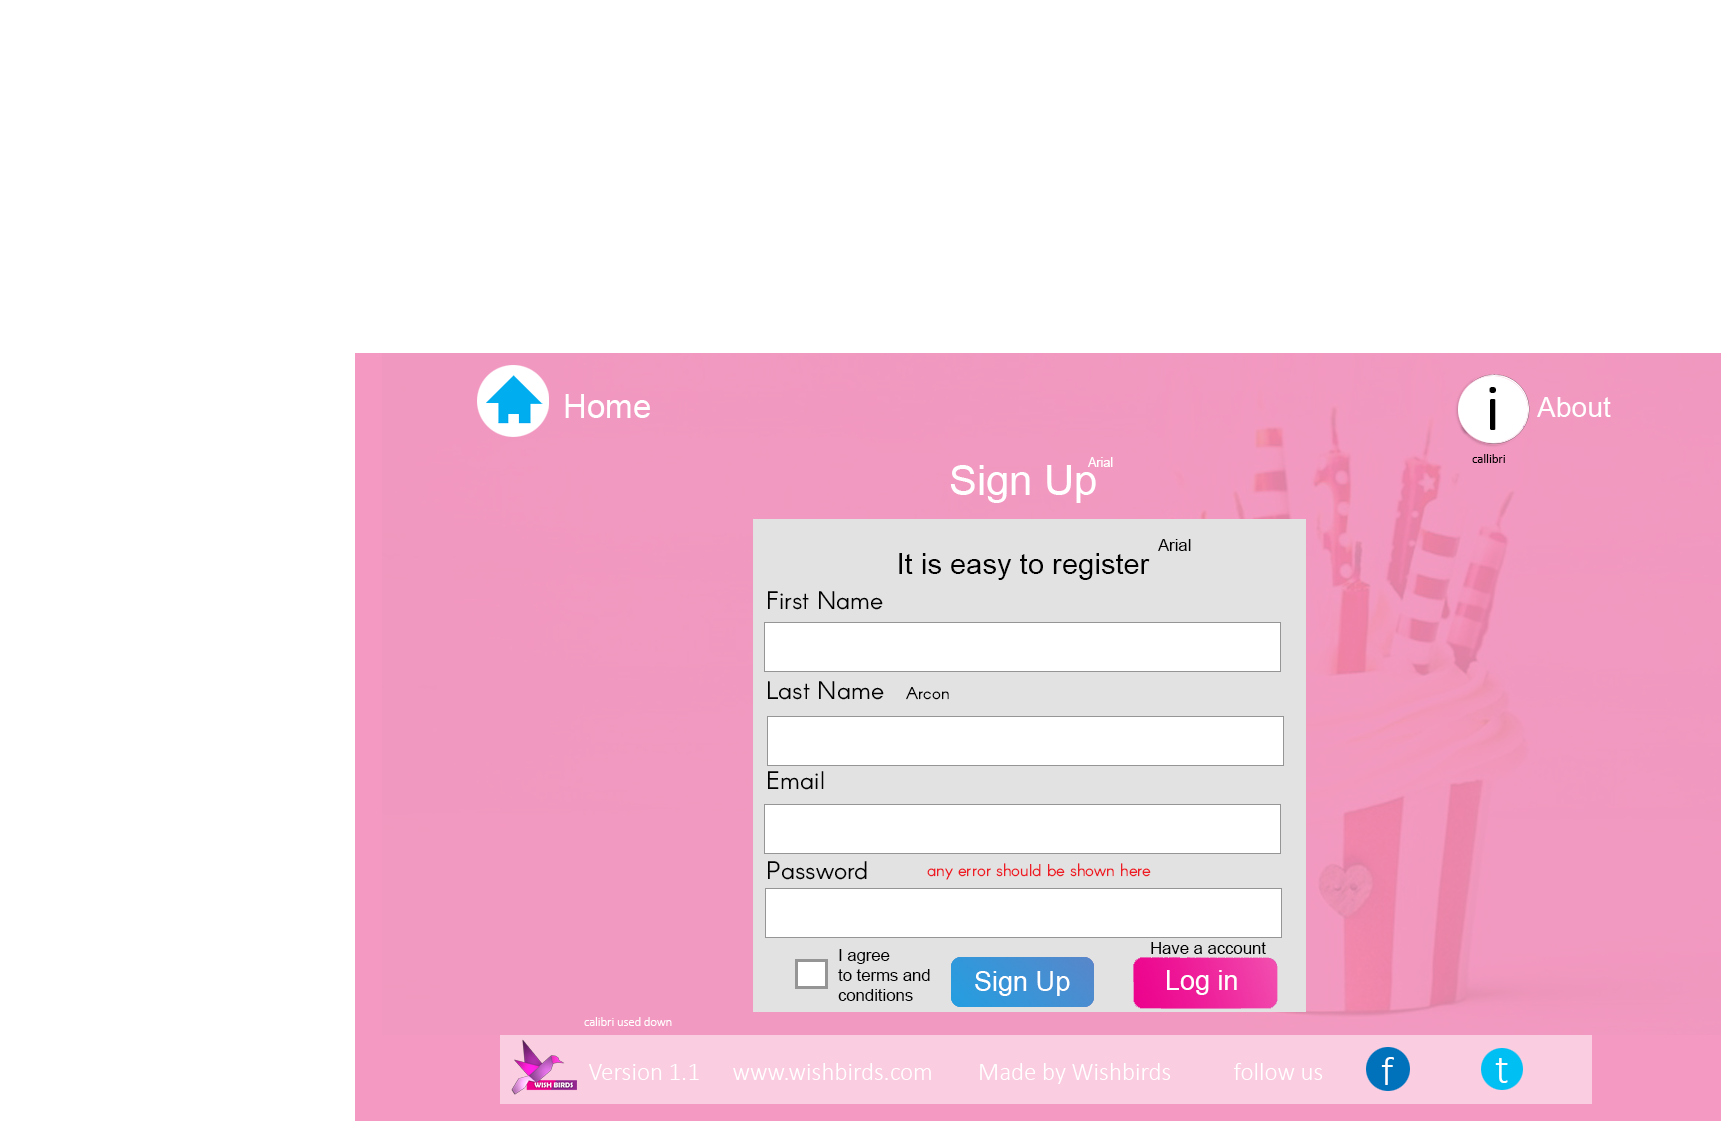 Home
About
callibri
Sign Up
Arial
It is easy to register
Arial
First Name
Last Name
Arcon
Email
Password
any error should be shown here
I agree
to terms and
conditions
Sign Up
Have a account
Log in
calibri used down
WISH BIRDS
Version 1.1
www.wishbirds.com
Made by Wishbirds
follow us
f
t